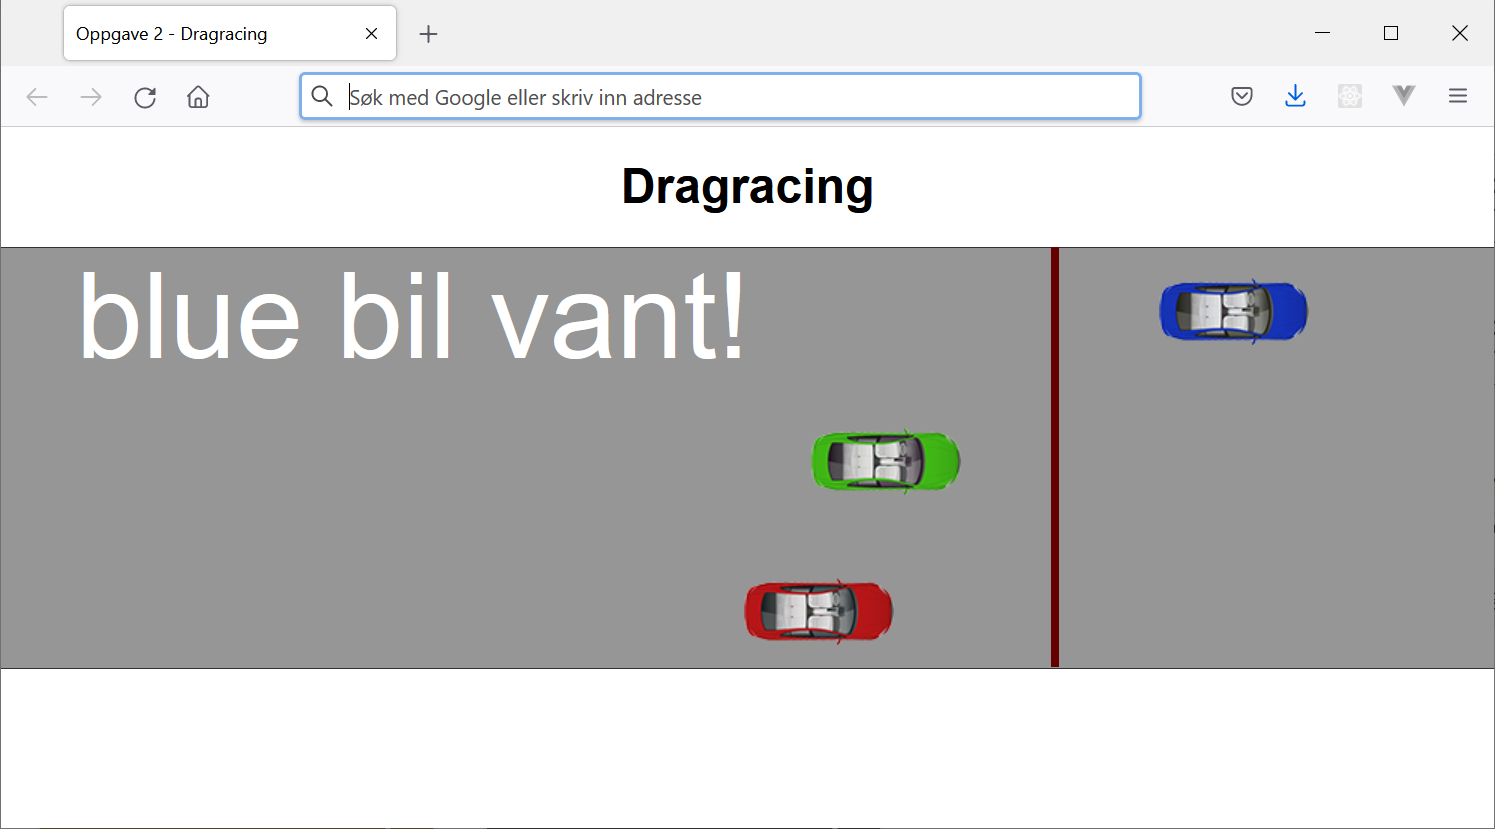 Oppgave 2 - Dragracing
Søk med Google eller skriv inn adresse
Dragracing
blue bil vant!